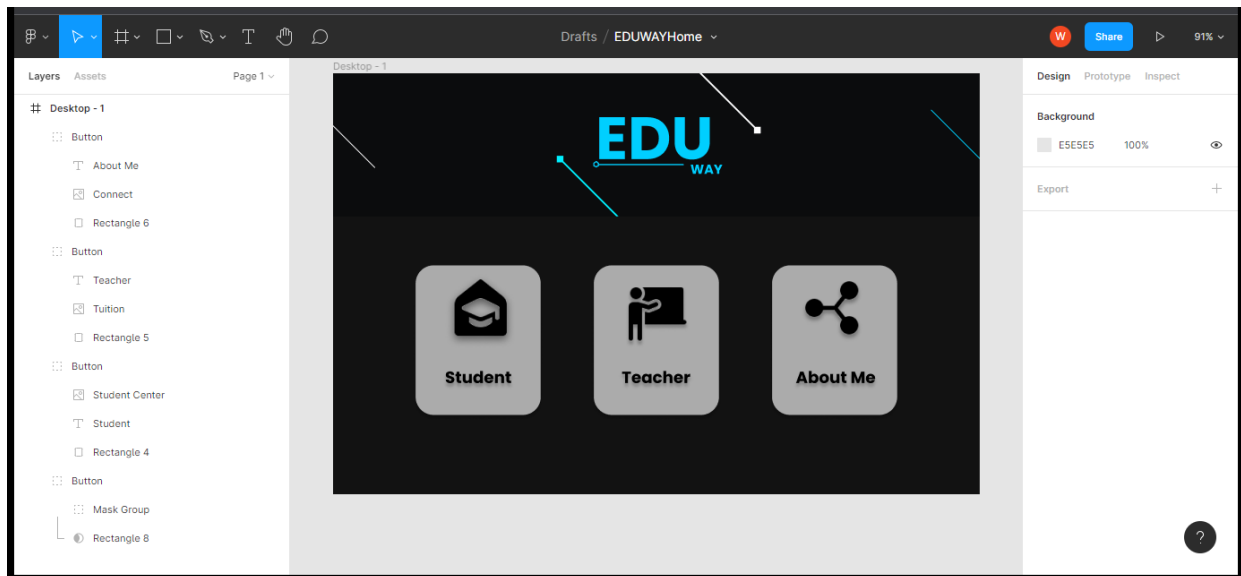 Drafts / EDUWAYHome
W
Share
91%
Layers Assets Page 1
Desktop - 1
Button
About Me
Connect
Rectangle 6
Button
Teacher
Tuition
Rectangle 5
Button
Student Center
Student
Rectangle 4
Button
Mask Group
Rectangle 8
Desktop - 1
EDU
WAY
Student
Teacher
About Me
Design Prototype Inspect
Background
E5E5E5 100%
Export
?